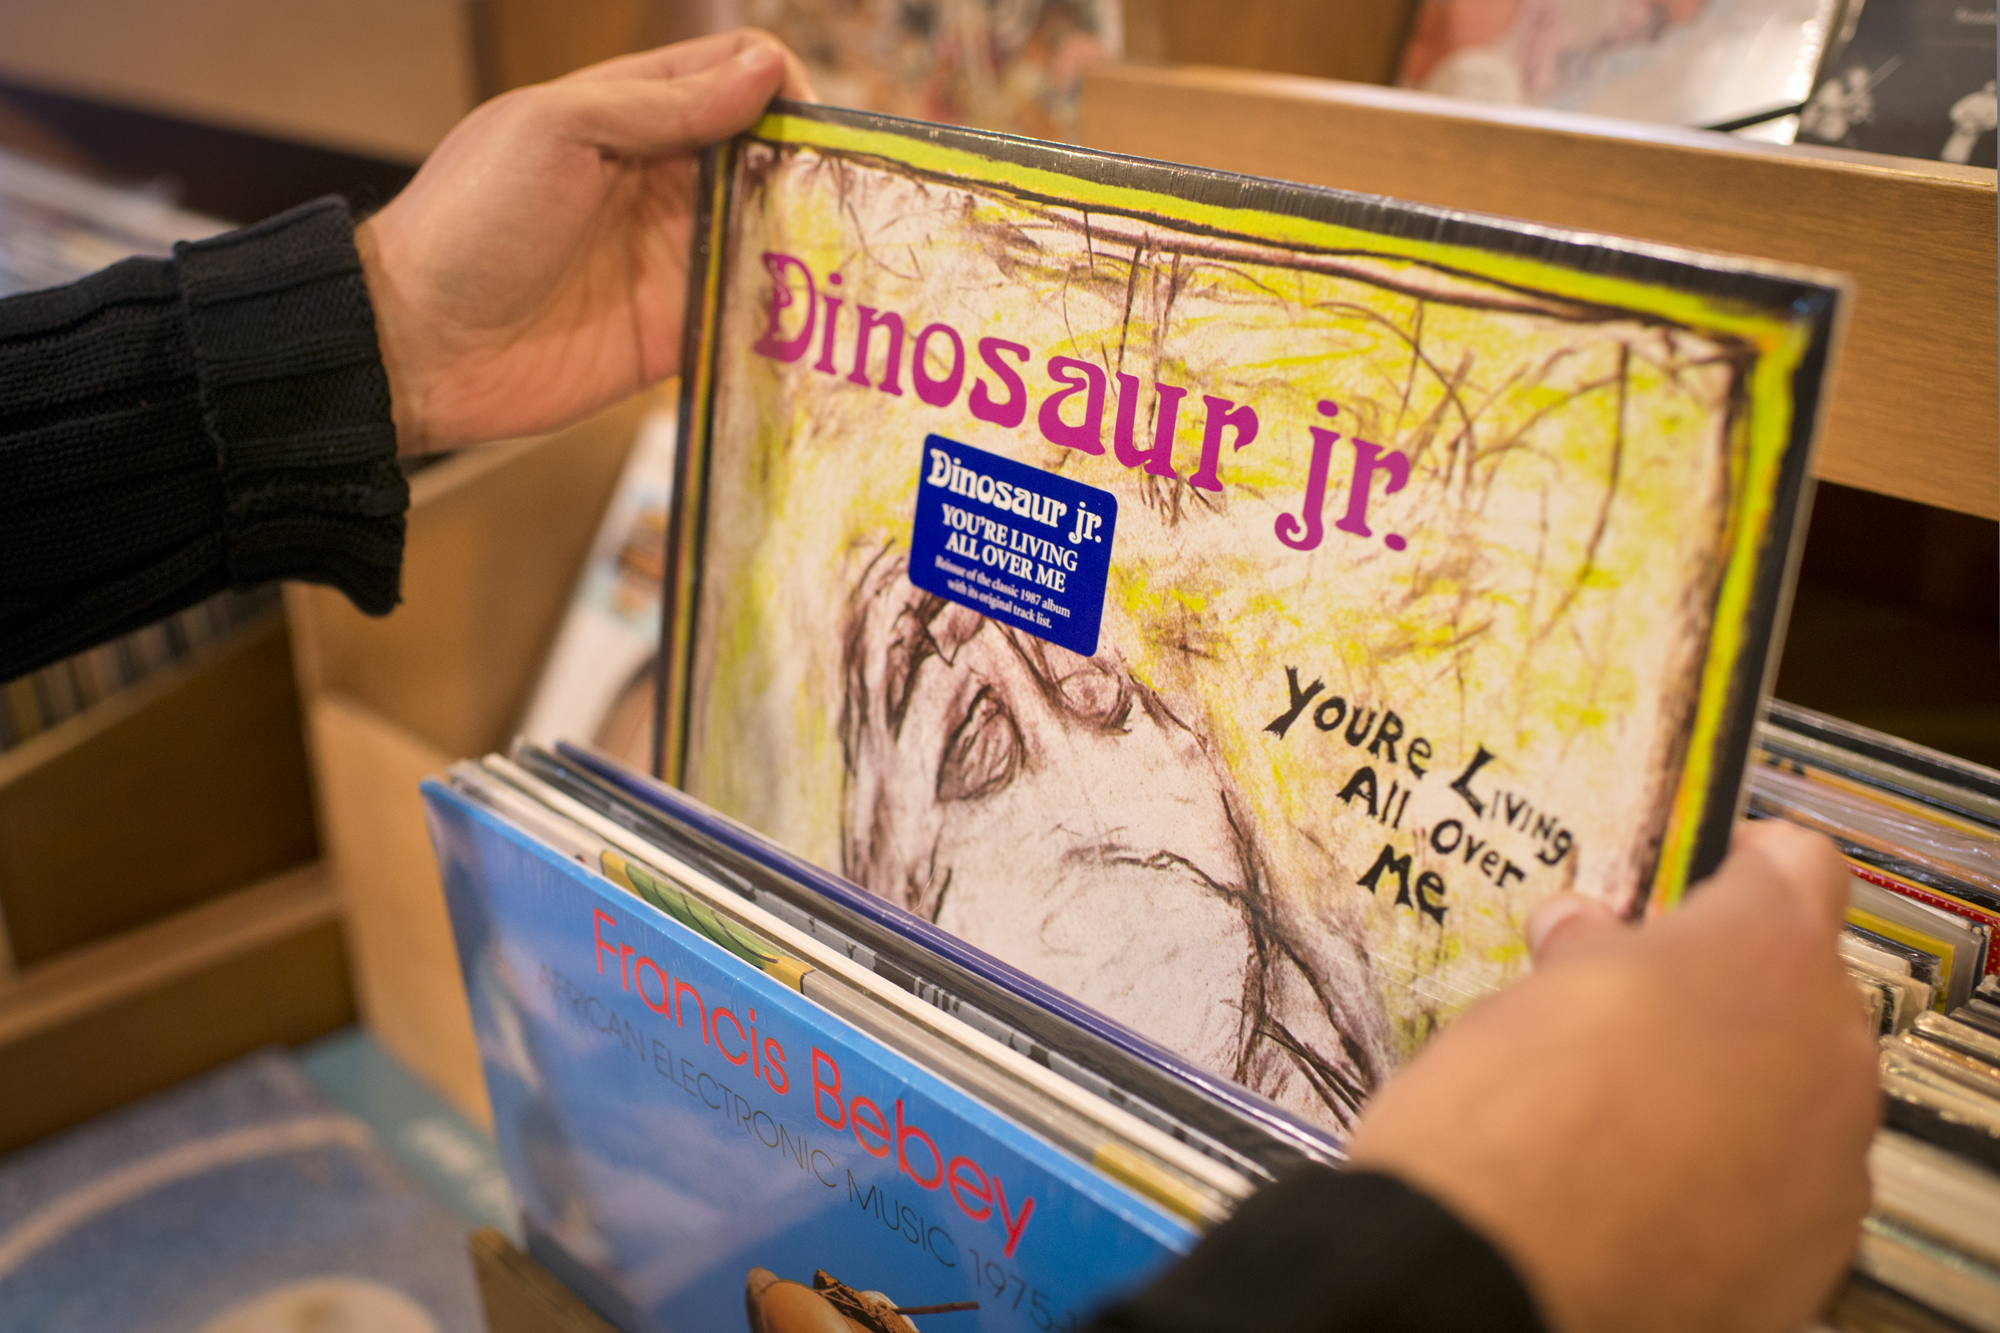 Dinosaur jr.
Dinosaur jr.
YOU'RE LIVING
ALL OVER ME
Reissue of the classic 1987 album
with its original track list.
YouRe Living
All Over
Me
Francis Bebey
AFRICAN ELECTRONIC MUSIC 1975-